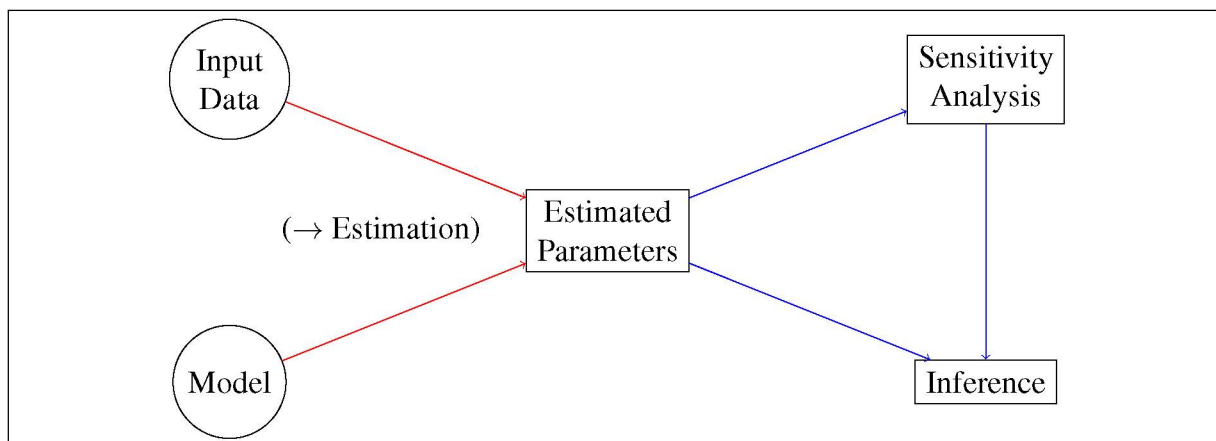 Input
Data
Sensitivity
Analysis
(→ Estimation)
Estimated
Parameters
Model
Inference